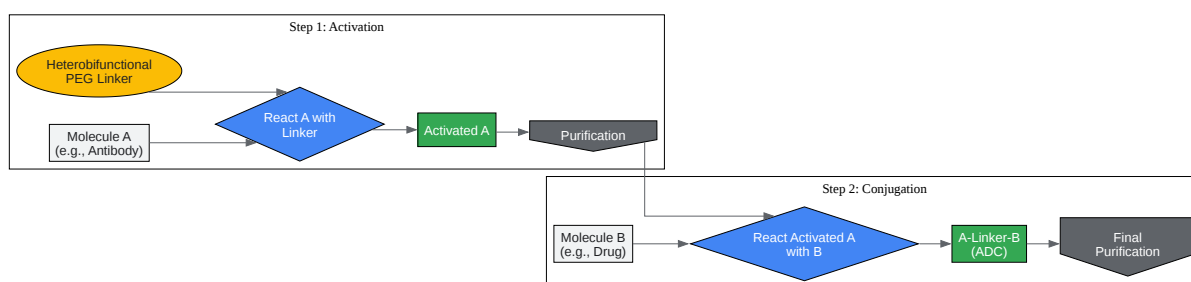 Step 1: Activation
Heterobifunctional
PEG Linker
React A with
Linker
Activated A
Purification
Molecule A
(e.g., Antibody)
Step 2: Conjugation
Molecule B
(e.g., Drug)
React Activated A
with B
A-Linker-B
(ADC)
Final
Purification